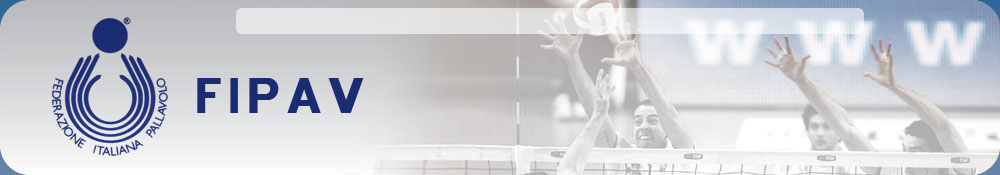 ®
FEDERAZIONE ITALIANA PALLAVOLO
FIPAV
W W W